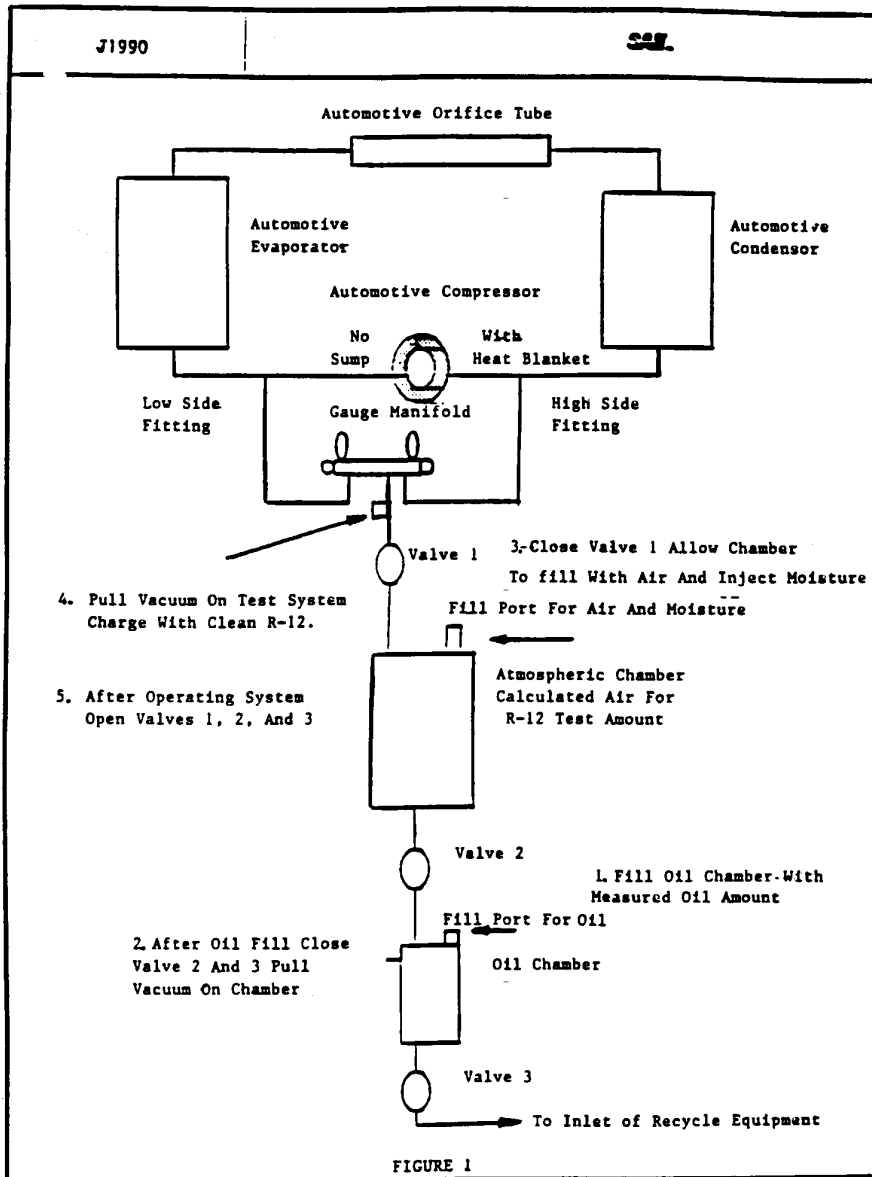 J1990
SAE.
Automotive Orifice Tube
Automotive
Evaporator
Automotive
Condensor
Automotive Compressor
No
Sump
With
Heat Blanket
Low Side
Fitting
Gauge Manifold
High Side
Fitting
Valve 1
3. Close Valve 1 Allow Chamber
To fill With Air And Inject Moisture
4. Pull Vacuum On Test System
Charge With Clean R-12.
Fill Port For Air And Moisture
Atmospheric Chamber
Calculated Air For
R-12 Test Amount
5. After Operating System
Open Valves 1, 2, And 3
Valve 2
1. Fill Oil Chamber With
Measured Oil Amount
Fill Port For Oil
2. After Oil Fill Close
Valve 2 And 3 Pull
Vacuum On Chamber
Oil Chamber
Valve 3
To Inlet of Recycle Equipment
FIGURE 1